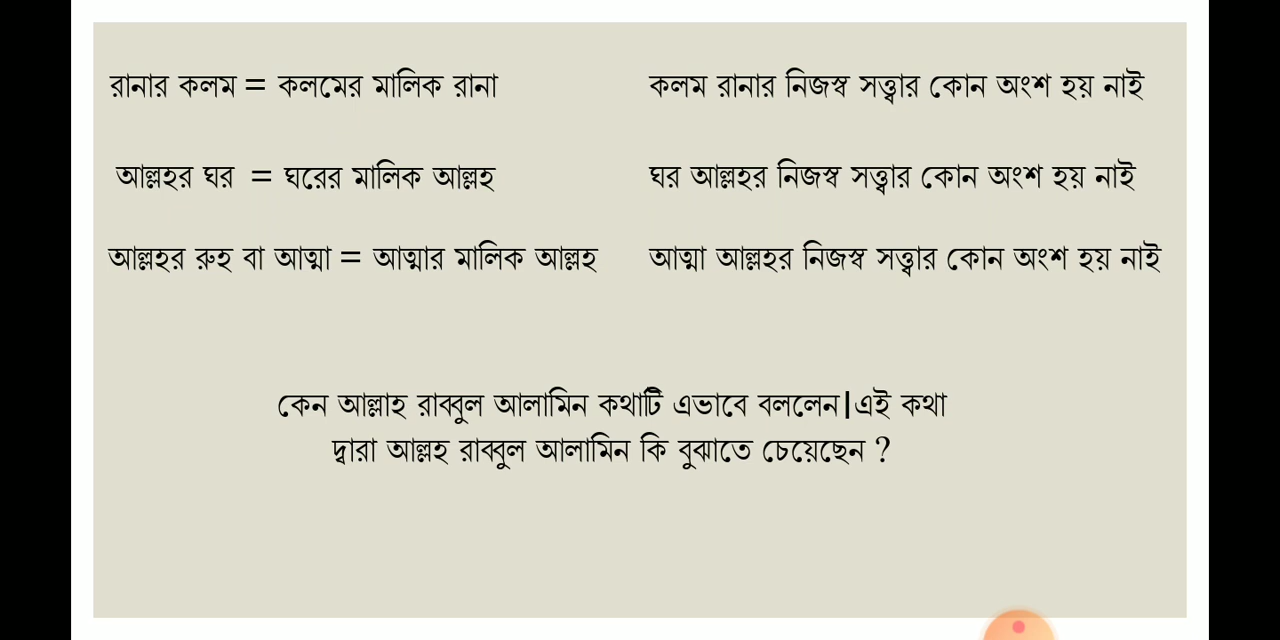 রানার কলম = কলমের মালিক রানা কলম রানার নিজস্ব সত্ত্বার কোন অংশ হয় নাই
আল্লহর ঘর = ঘরের মালিক আল্লহ ঘর আল্লহর নিজস্ব সত্ত্বার কোন অংশ হয় নাই
আল্লহর রুহ বা আত্মা = আত্মার মালিক আল্লহ আত্মা আল্লহর নিজস্ব সত্ত্বার কোন অংশ হয় নাই
কেন আল্লাহ রাব্বুল আলামিন কথাটি এভাবে বললেন|এই কথা
দ্বারা আল্লহ রাব্বুল আলামিন কি বুঝাতে চেয়েছেন ?